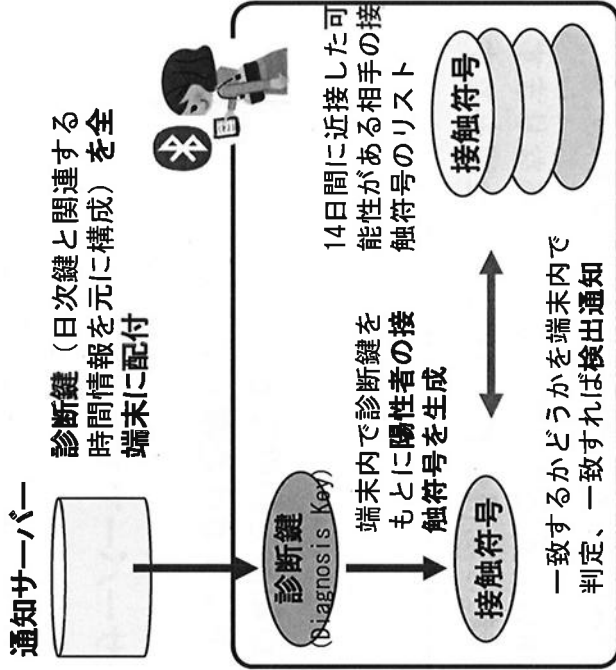 通知サーバー
診断鍵（日次鍵と関連する
時間情報を元に構成）を全
端末に配付
診断鍵
(Diagnosis Key)
端末内で診断鍵を
もとに陽性者の接
触符号を生成
14日間に近接した可
能性がある相手の接
触符号のリスト
接触符号
接触符号
一致するかどうかを端末内で
判定、一致すれば検出通知